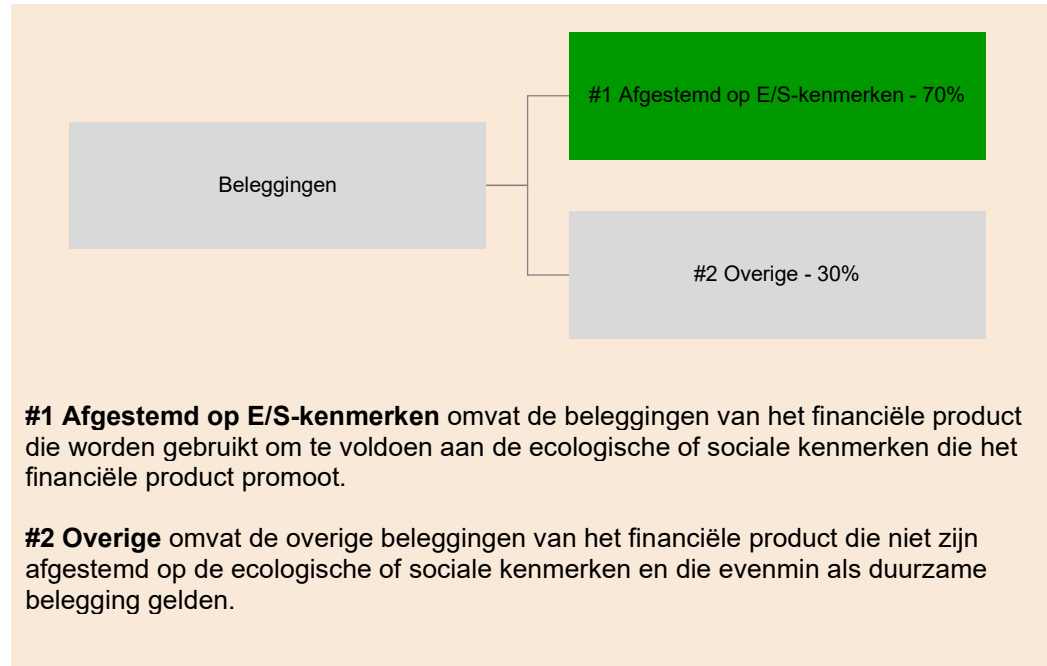 #1 Afgestemd op E/S-kenmerken - 70%
Beleggingen
#2 Overige - 30%
#1 Afgestemd op E/S-kenmerken omvat de beleggingen van het financiële product
die worden gebruikt om te voldoen aan de ecologische of sociale kenmerken die het
financiële product promoot.
#2 Overige omvat de overige beleggingen van het financiële product die niet zijn
afgestemd op de ecologische of sociale kenmerken en die evenmin als duurzame
belegging gelden.